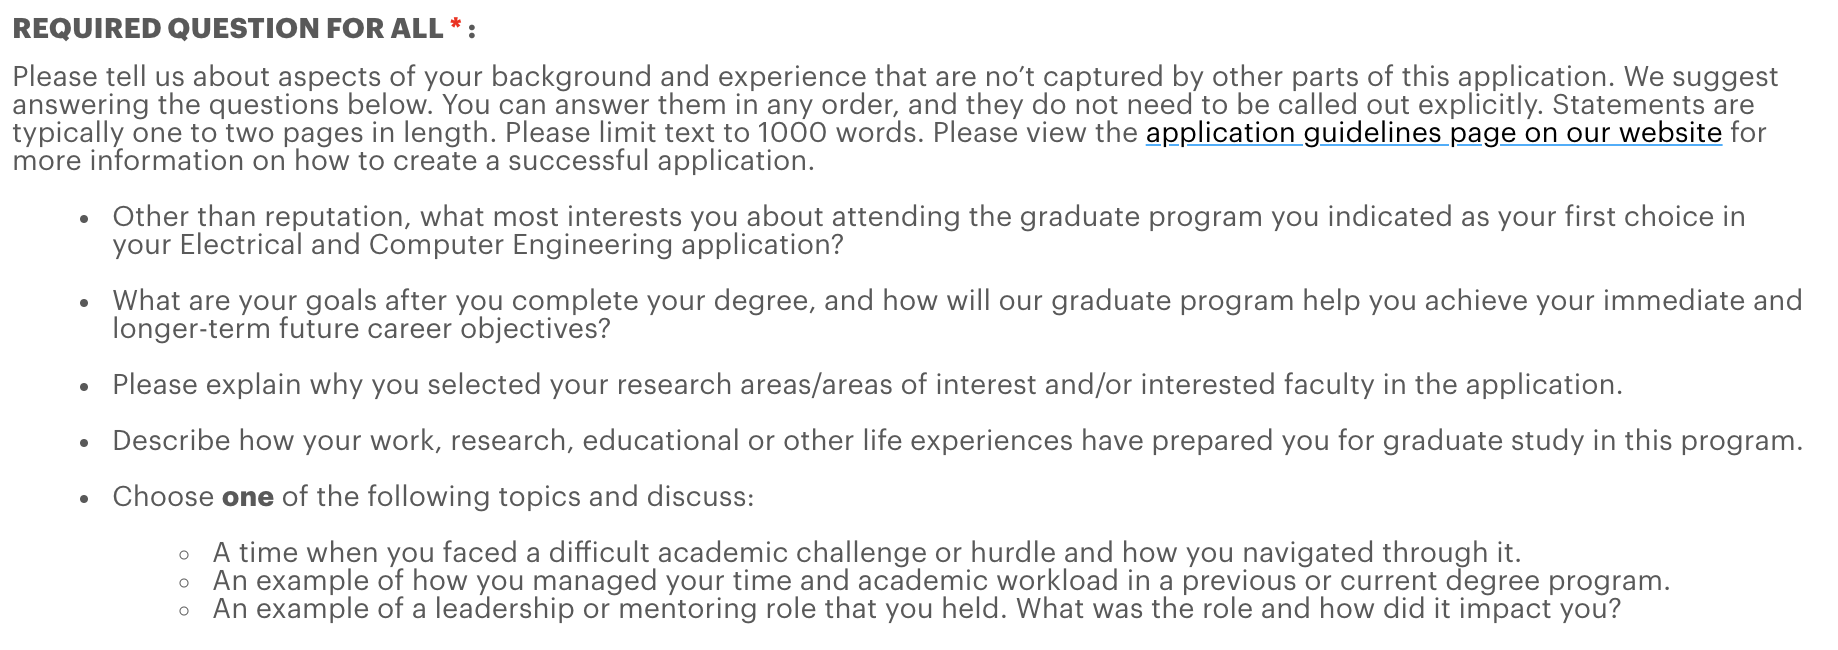 REQUIRED QUESTION FOR ALL * :
Please tell us about aspects of your background and experience that are no't captured by other parts of this application. We suggest
answering the questions below. You can answer them in any order, and they do not need to be called out explicitly. Statements are
typically one to two pages in length. Please limit text to 1000 words. Please view the application guidelines page on our website for
more information on how to create a successful application.
• Other than reputation, what most interests you about attending the graduate program you indicated as your first choice in
your Electrical and Computer Engineering application?
• What are your goals after you complete your degree, and how will our graduate program help you achieve your immediate and
longer-term future career objectives?
• Please explain why you selected your research areas/areas of interest and/or interested faculty in the application.
• Describe how your work, research, educational or other life experiences have prepared you for graduate study in this program.
• Choose one of the following topics and discuss:
◦ A time when you faced a difficult academic challenge or hurdle and how you navigated through it.
◦ An example of how you managed your time and academic workload in a previous or current degree program.
◦ An example of a leadership or mentoring role that you held. What was the role and how did it impact you?